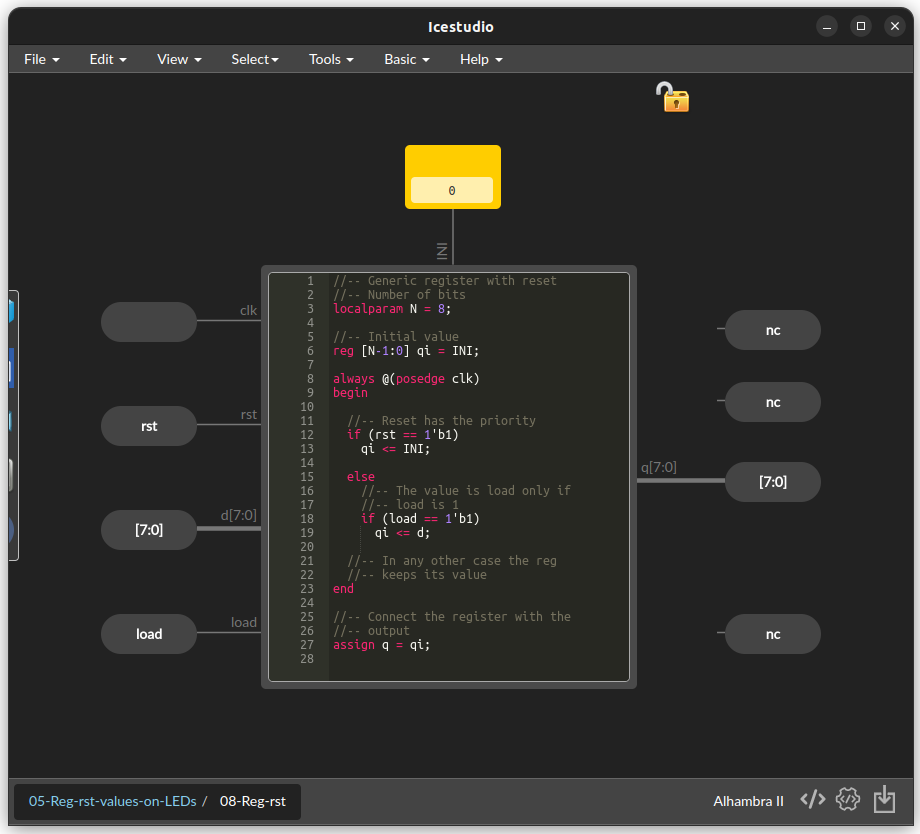 Icestudio
File Edit View Select Tools Basic Help
0
INI
clk
rst
rst
d[7:0]
[7:0]
load
load
1 //-- Generic register with reset
2 //-- Number of bits
3 localparam N = 8;
4
5 //-- Initial value
6 reg [N-1:0] qi = INI;
7
8 always @(posedge clk)
9 begin
10
11 //-- Reset has the priority
12 if (rst == 1'b1)
13 qi <= INI;
14
15 else
16 //-- The value is load only if
17 //-- load is 1
18 if (load == 1'b1)
19 qi <= d;
20
21 //-- In any other case the reg
22 //-- keeps its value
23 end
24
25 //-- Connect the register with the
26 //-- output
27 assign q = qi;
28
nc
nc
q[7:0]
[7:0]
nc
05-Reg-rst-values-on-LEDs / 08-Reg-rst
Alhambra II